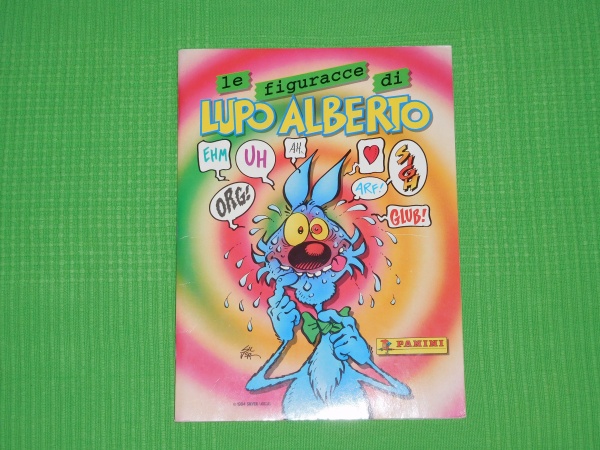 le figuracce di
LUPO ALBERTO
EHM
UH
AH..
SIGH
ORG!
ARF!
GLUB!
PANINI